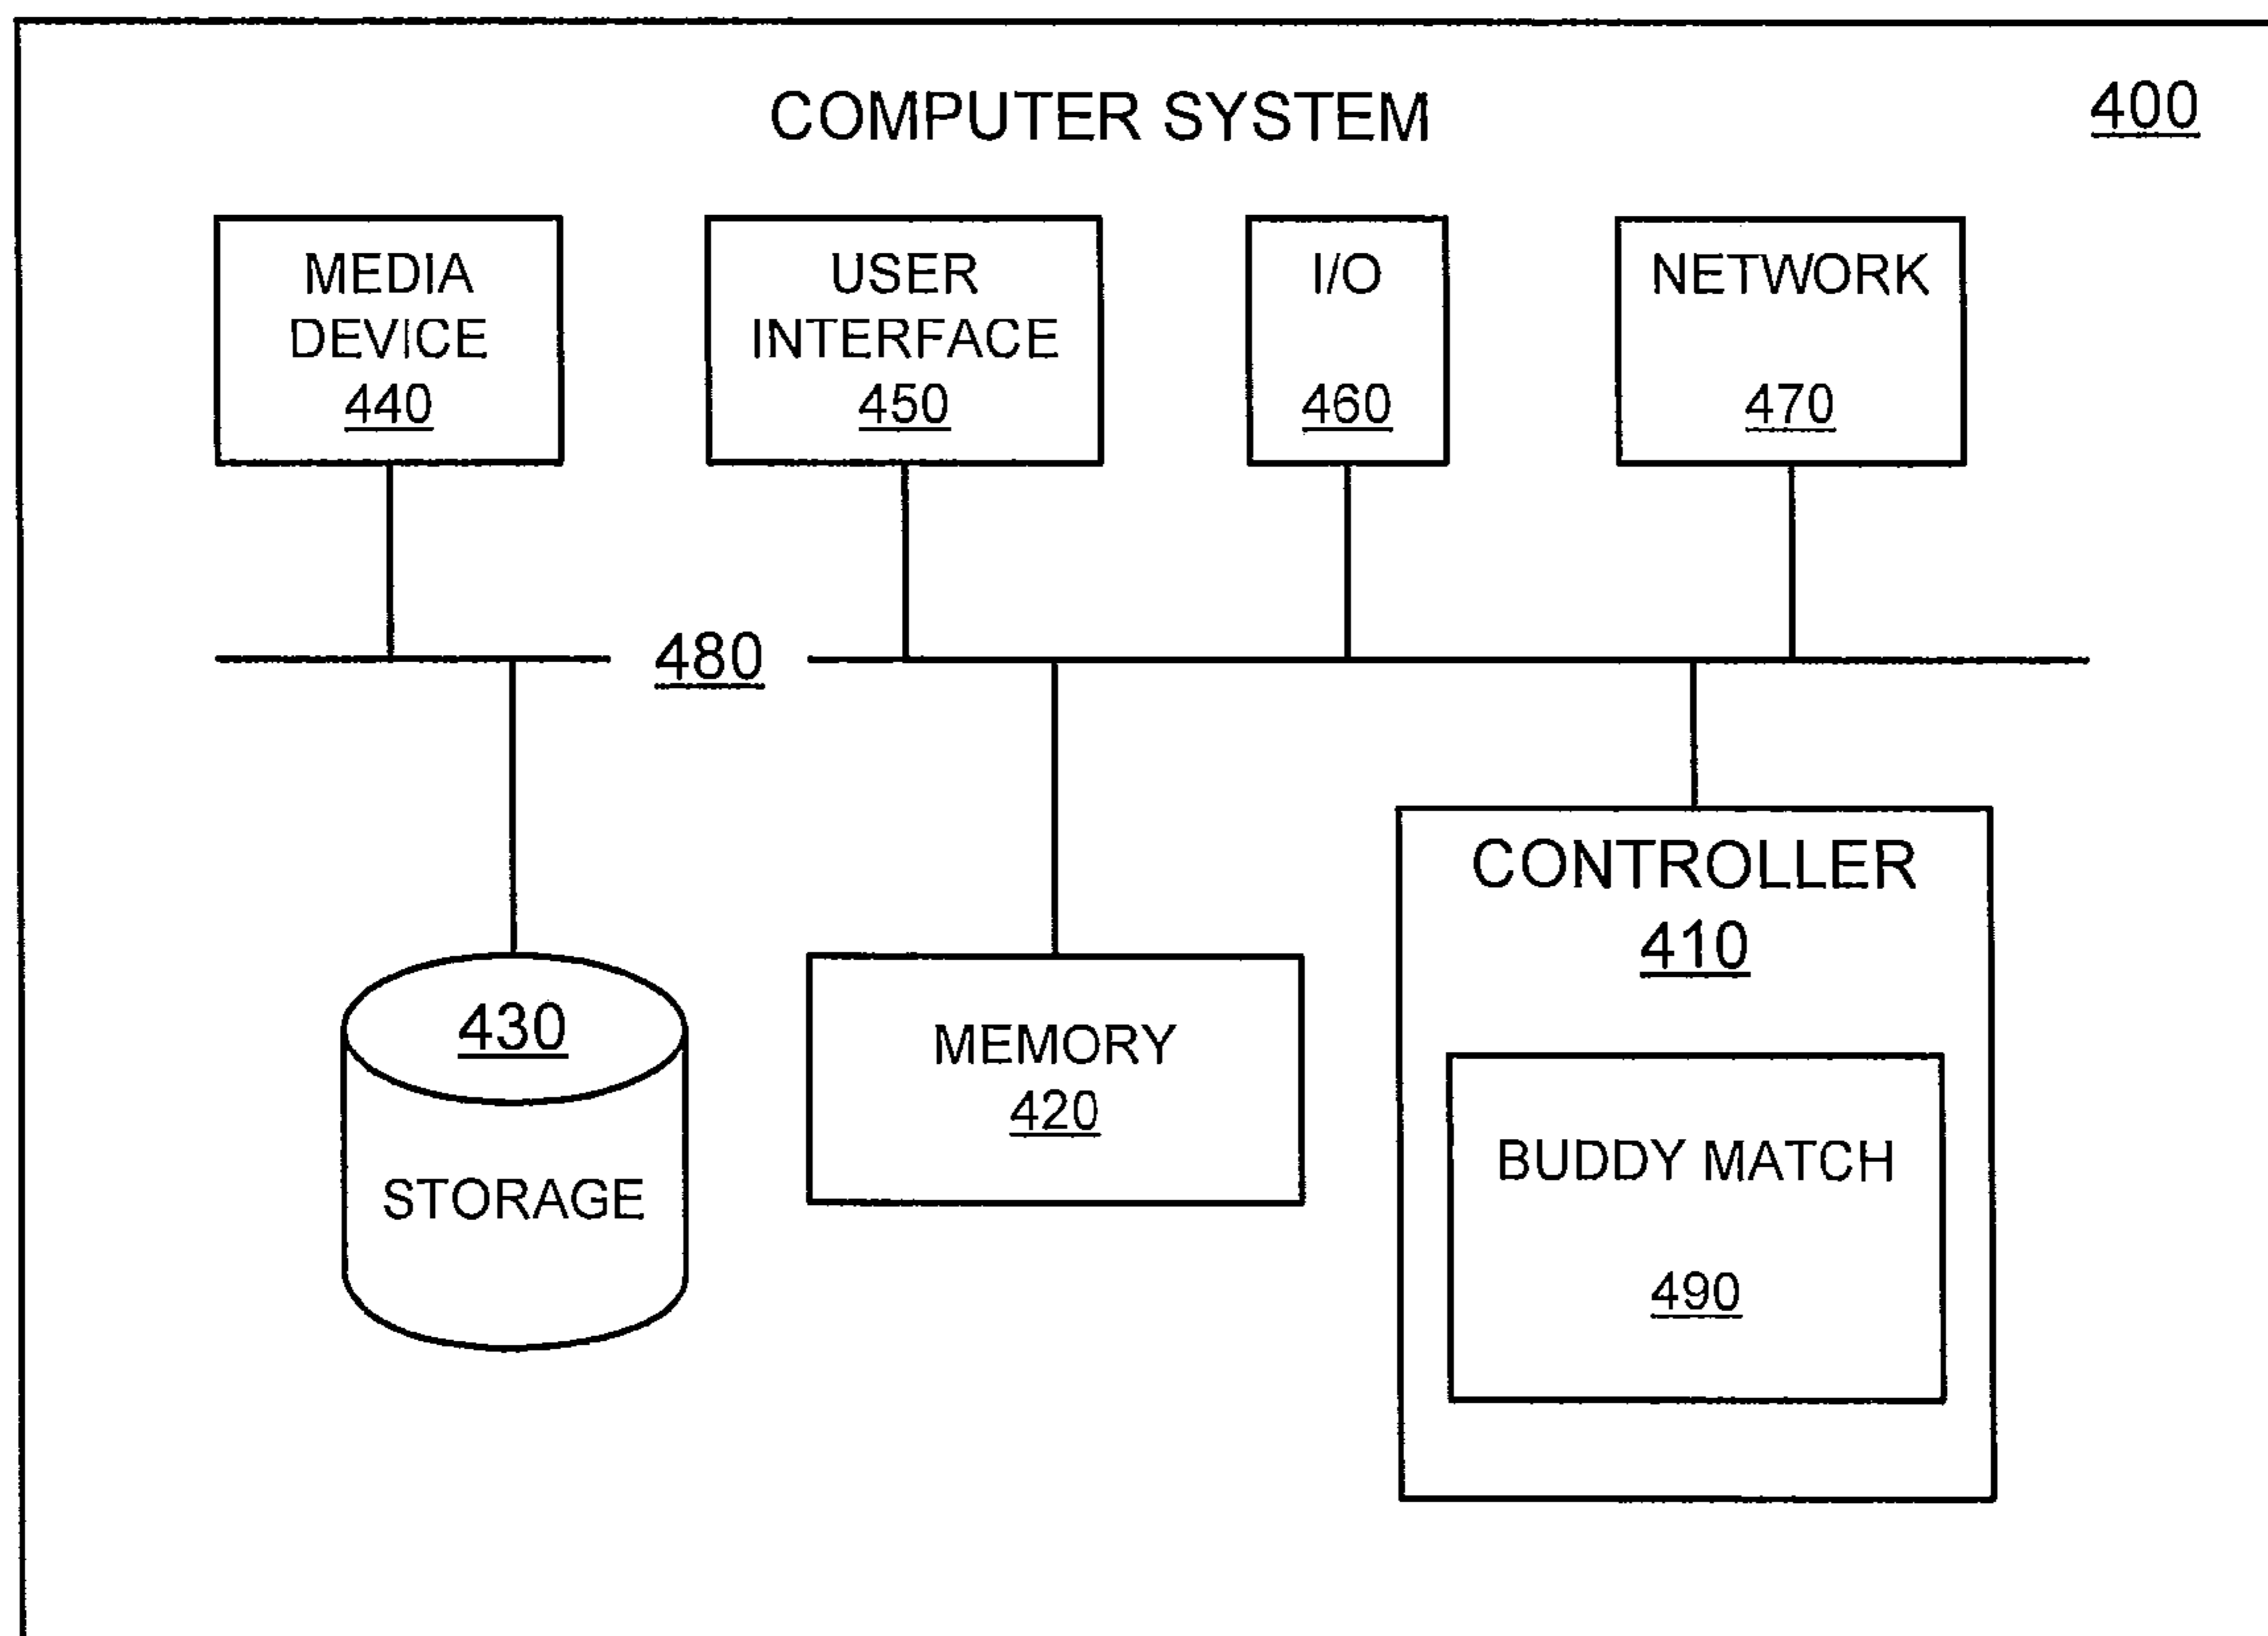 COMPUTER SYSTEM
400
MEDIA
DEVICE
440
USER
INTERFACE
450
I/O
460
NETWORK
470
480
430
STORAGE
MEMORY
420
CONTROLLER
410
BUDDY MATCH
490